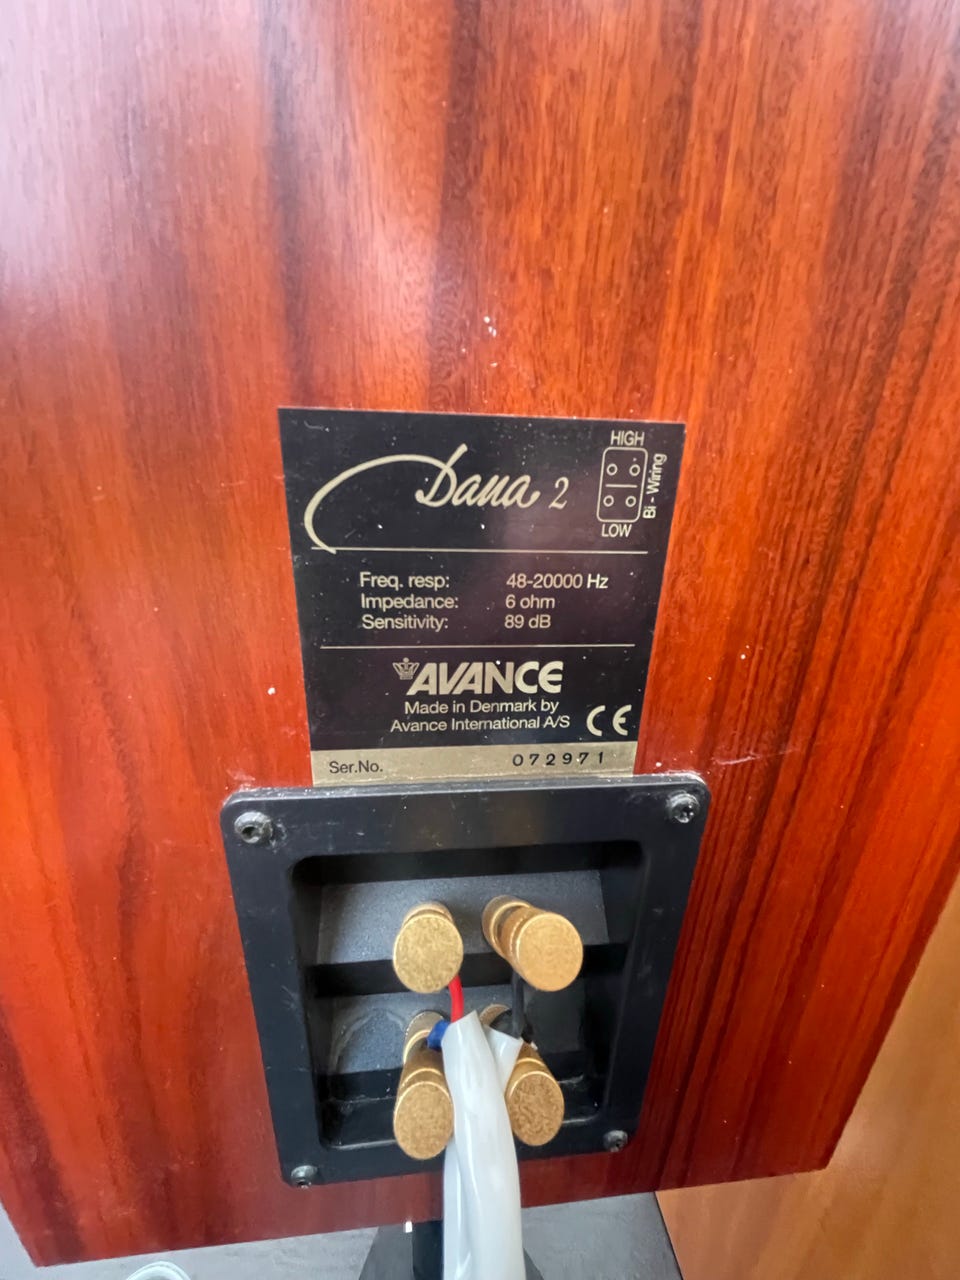 Dana 2
HIGH
Bi - Wiring
LOW
Freq. resp: 48-20000 Hz
Impedance: 6 ohm
Sensitivity: 89 dB
AVANCE
Made in Denmark by
Avance International A/S
CE
Ser.No. 072971